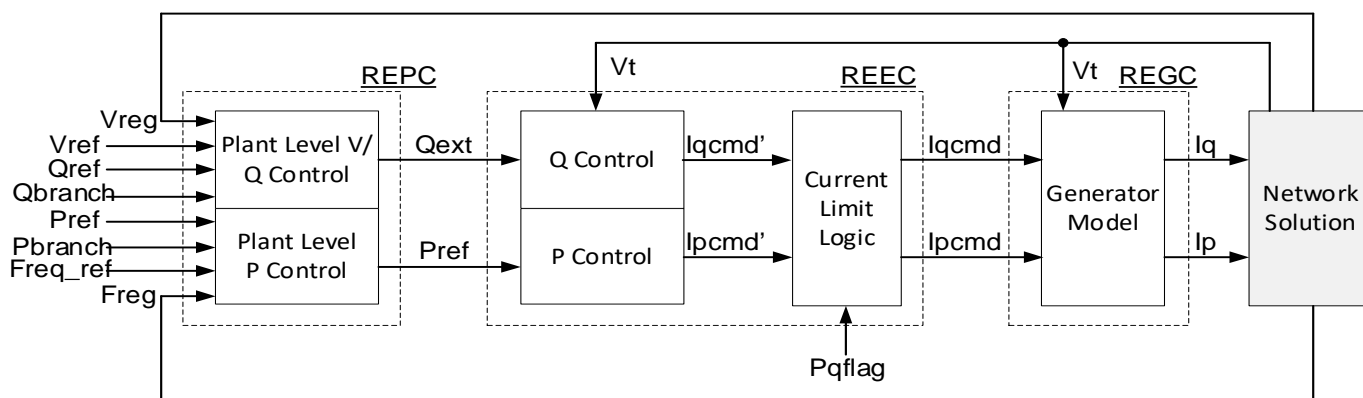 REPC
Vt
REEC
Vt
REGC
Vreg
Vref
Qref
Qbranch
Pref
Pbranch
Freq_ref
Freg
Plant Level V/
Q Control
Plant Level
P Control
Qext
Pref
Q Control
P Control
Iqcmd’
Ipcmd’
Current
Limit
Logic
Pqflag
Iqcmd
Ipcmd
Generator
Model
Iq
Ip
Network
Solution